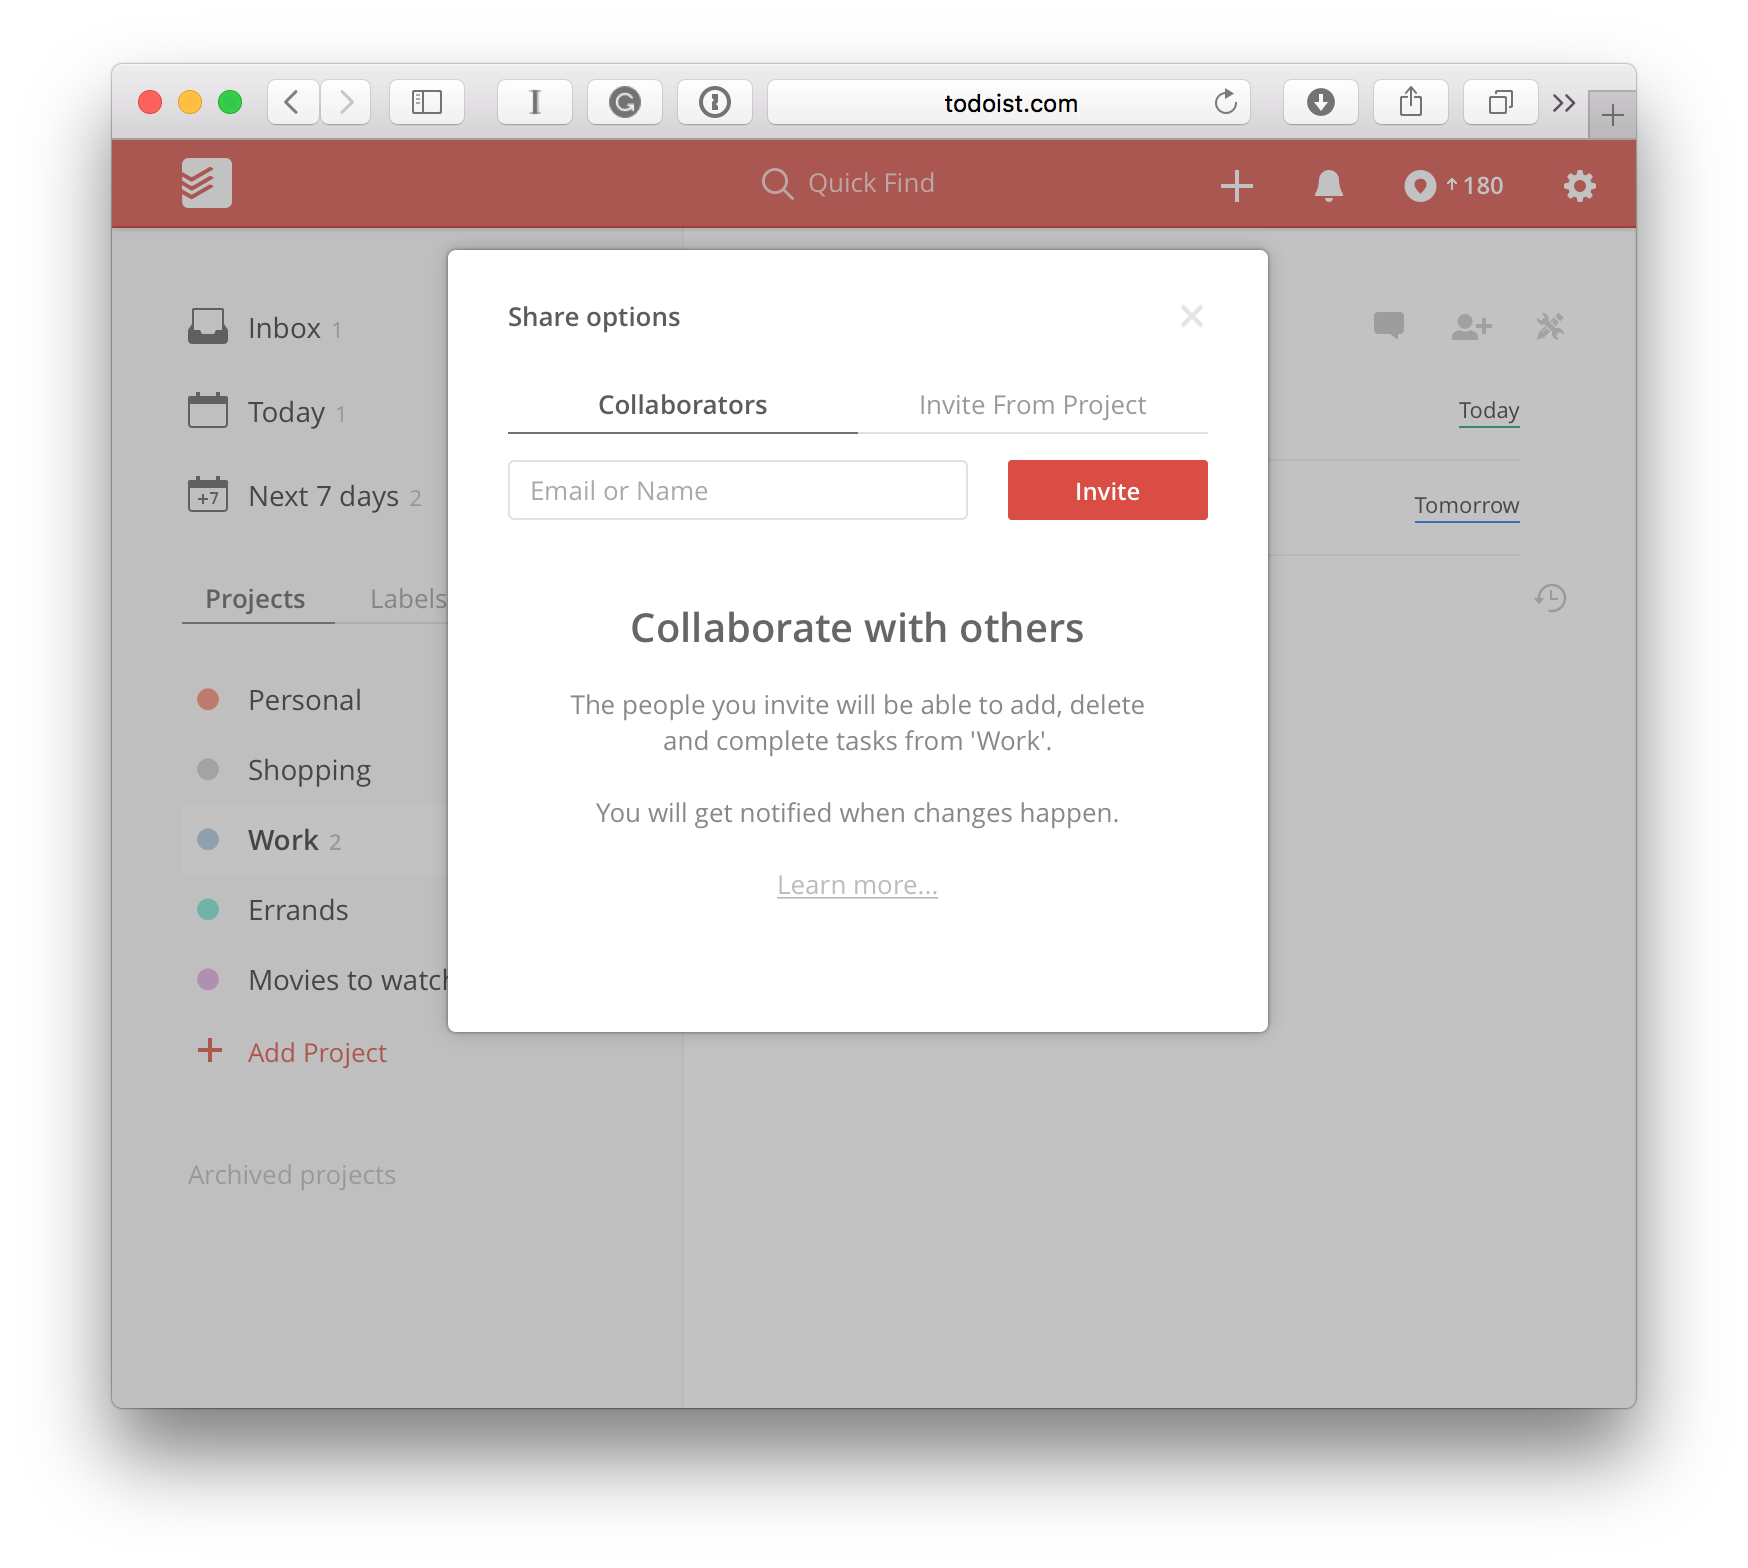 todoist.com
Quick Find
180
Inbox 1
Today 1
+7 Next 7 days 2
Projects Labels
Personal
Shopping
Work 2
Errands
Movies to watch
Add Project
Archived projects
Share options
Collaborators Invite From Project
Email or Name Invite
Collaborate with others
The people you invite will be able to add, delete
and complete tasks from 'Work'.
You will get notified when changes happen.
Learn more...
Today
Tomorrow